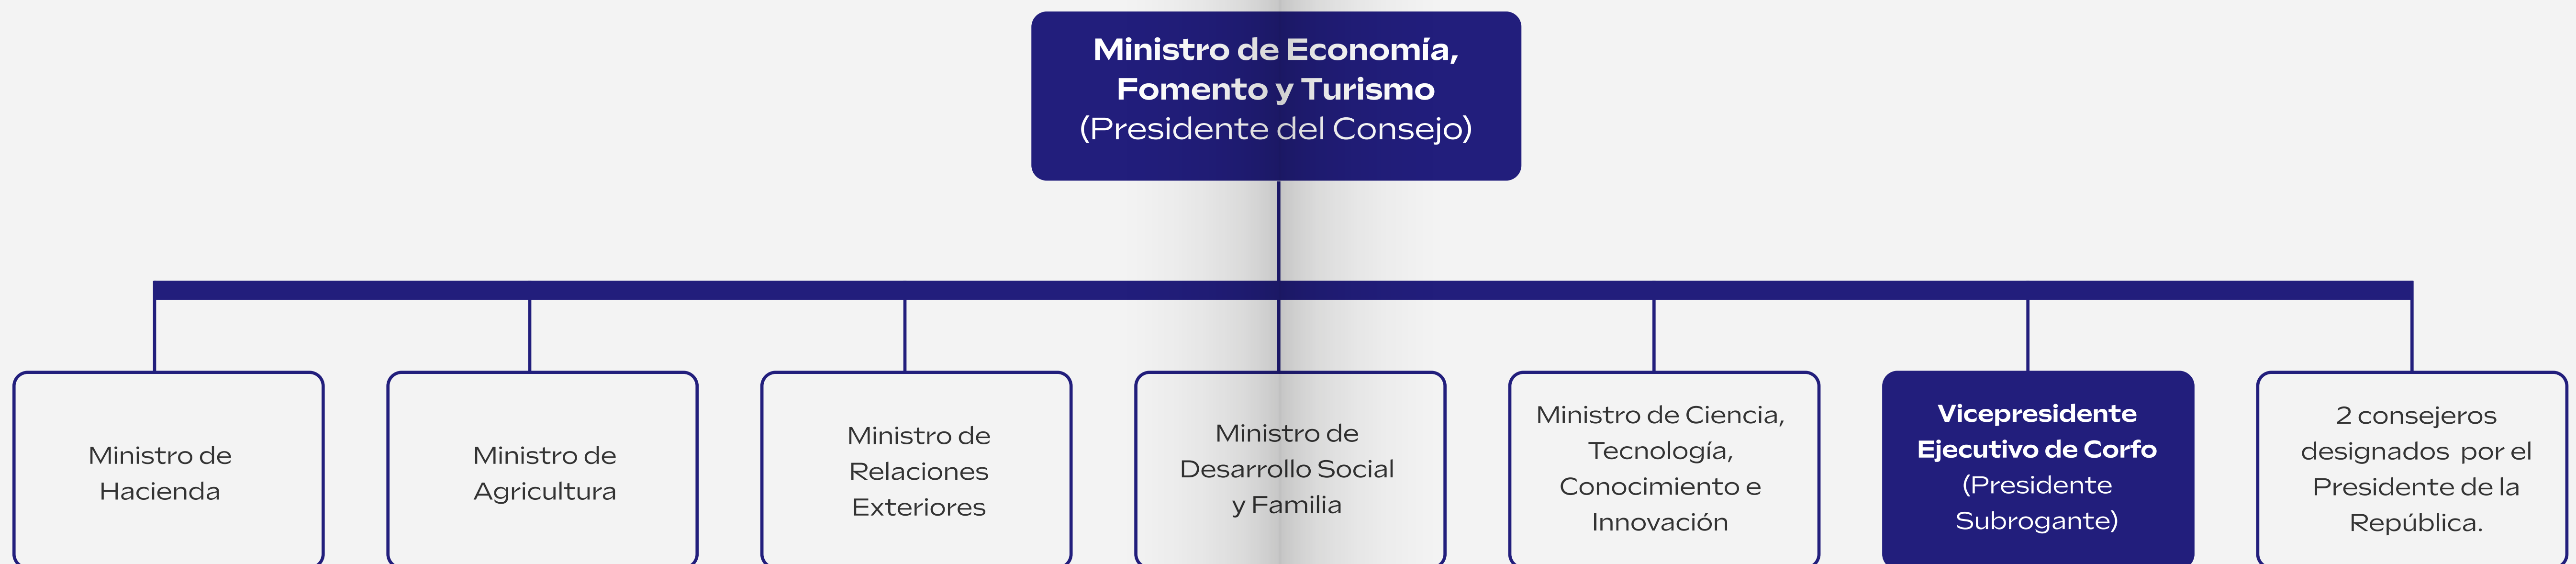 Ministro de Economía,
Fomento y Turismo
(Presidente del Consejo)
Ministro de
Hacienda
Ministro de
Agricultura
Ministro de
Relaciones
Exteriores
Ministro de
Desarrollo Social
y Familia
Ministro de Ciencia,
Tecnología,
Conocimiento e
Innovación
Vicepresidente
Ejecutivo de Corfo
(Presidente
Subrogante)
2 consejeros
designados  por el
Presidente de la
República.